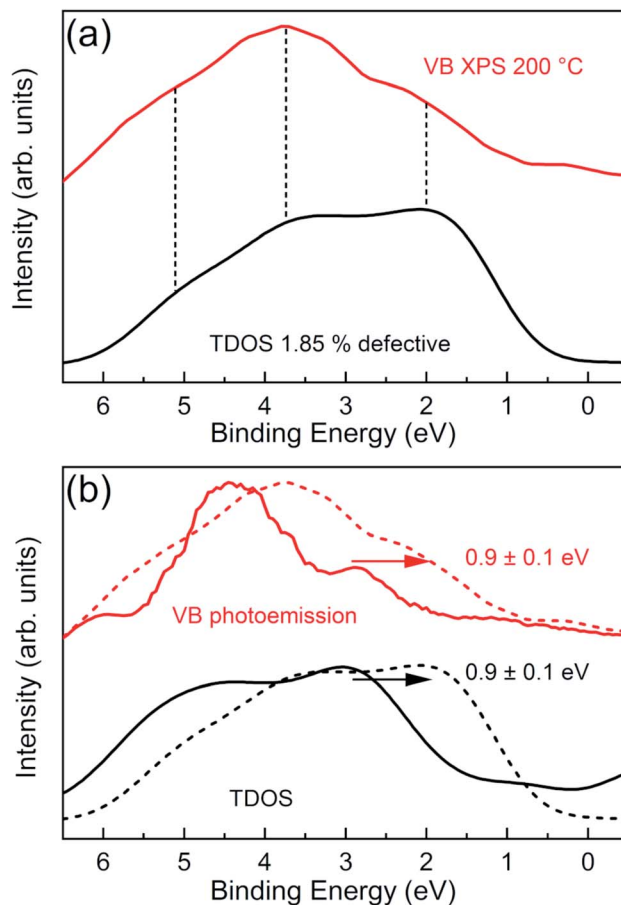 (a)
VB XPS 200 °C
Intensity (arb. units)
TDOS 1.85 % defective
6 5 4 3 2 1 0
Binding Energy (eV)
(b)
0.9 ± 0.1 eV
VB photoemission
Intensity (arb. units)
0.9 ± 0.1 eV
TDOS
6 5 4 3 2 1 0
Binding Energy (eV)